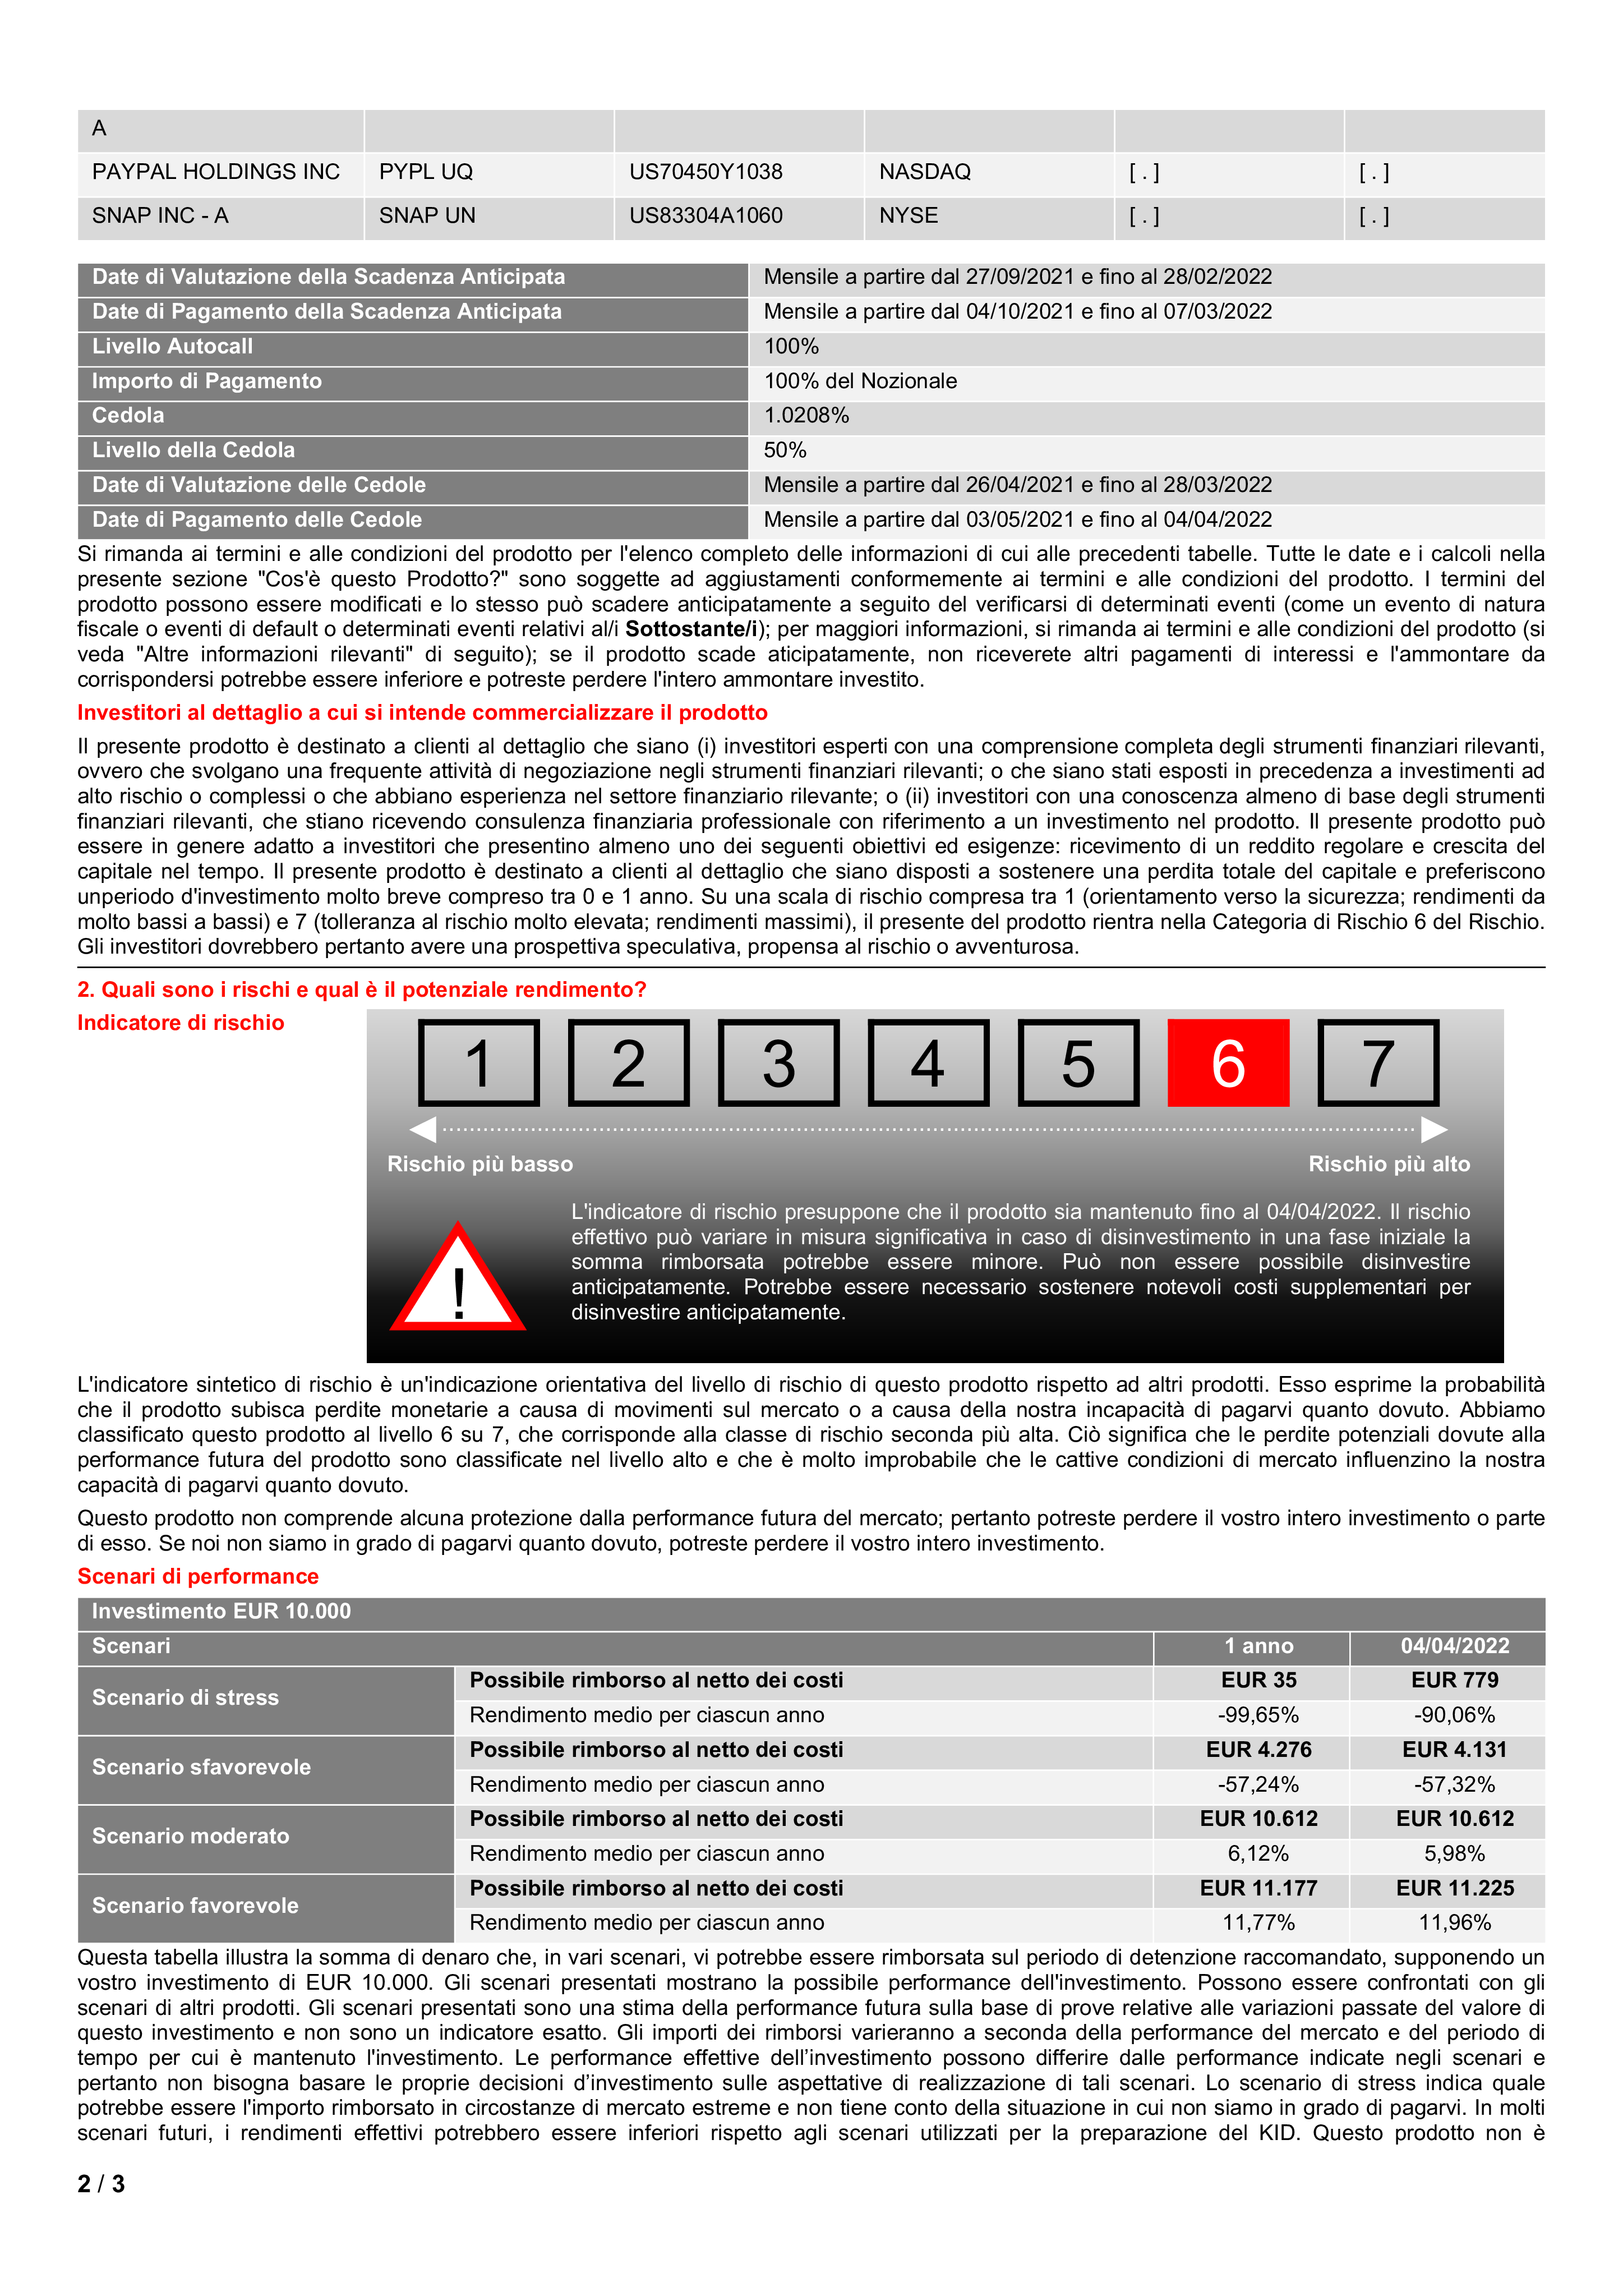 A
PAYPAL HOLDINGS INC PYPL UQ US70450Y1038 NASDAQ [ . ] [ . ]
SNAP INC - A SNAP UN US83304A1060 NYSE [ . ] [ . ]
Date di Valutazione della Scadenza Anticipata Mensile a partire dal 27/09/2021 e fino al 28/02/2022
Date di Pagamento della Scadenza Anticipata Mensile a partire dal 04/10/2021 e fino al 07/03/2022
Livello Autocall 100%
Importo di Pagamento 100% del Nozionale
Cedola 1.0208%
Livello della Cedola 50%
Date di Valutazione delle Cedole Mensile a partire dal 26/04/2021 e fino al 28/03/2022
Date di Pagamento delle Cedole Mensile a partire dal 03/05/2021 e fino al 04/04/2022
Si rimanda ai termini e alle condizioni del prodotto per l'elenco completo delle informazioni di cui alle precedenti tabelle. Tutte le date e i calcoli nella
presente sezione "Cos'è questo Prodotto?" sono soggette ad aggiustamenti conformemente ai termini e alle condizioni del prodotto. I termini del
prodotto possono essere modificati e lo stesso può scadere anticipatamente a seguito del verificarsi di determinati eventi (come un evento di natura
fiscale o eventi di default o determinati eventi relativi al/i Sottostante/i); per maggiori informazioni, si rimanda ai termini e alle condizioni del prodotto (si
veda "Altre informazioni rilevanti" di seguito); se il prodotto scade aticipatamente, non riceverete altri pagamenti di interessi e l'ammontare da
corrispondersi potrebbe essere inferiore e potreste perdere l'intero ammontare investito.
Investitori al dettaglio a cui si intende commercializzare il prodotto
Il presente prodotto è destinato a clienti al dettaglio che siano (i) investitori esperti con una comprensione completa degli strumenti finanziari rilevanti,
ovvero che svolgano una frequente attività di negoziazione negli strumenti finanziari rilevanti; o che siano stati esposti in precedenza a investimenti ad
alto rischio o complessi o che abbiano esperienza nel settore finanziario rilevante; o (ii) investitori con una conoscenza almeno di base degli strumenti
finanziari rilevanti, che stiano ricevendo consulenza finanziaria professionale con riferimento a un investimento nel prodotto. Il presente prodotto può
essere in genere adatto a investitori che presentino almeno uno dei seguenti obiettivi ed esigenze: ricevimento di un reddito regolare e crescita del
capitale nel tempo. Il presente prodotto è destinato a clienti al dettaglio che siano disposti a sostenere una perdita totale del capitale e preferiscono
unperiodo d'investimento molto breve compreso tra 0 e 1 anno. Su una scala di rischio compresa tra 1 (orientamento verso la sicurezza; rendimenti da
molto bassi a bassi) e 7 (tolleranza al rischio molto elevata; rendimenti massimi), il presente del prodotto rientra nella Categoria di Rischio 6 del Rischio.
Gli investitori dovrebbero pertanto avere una prospettiva speculativa, propensa al rischio o avventurosa.
2. Quali sono i rischi e qual è il potenziale rendimento?
Indicatore di rischio
1 2 3 4 5 6 7
Rischio più basso Rischio più alto
L'indicatore di rischio presuppone che il prodotto sia mantenuto fino al 04/04/2022. Il rischio
effettivo può variare in misura significativa in caso di disinvestimento in una fase iniziale la
somma rimborsata potrebbe essere minore. Può non essere possibile disinvestire
anticipatamente. Potrebbe essere necessario sostenere notevoli costi supplementari per
disinvestire anticipatamente.
!
L'indicatore sintetico di rischio è un'indicazione orientativa del livello di rischio di questo prodotto rispetto ad altri prodotti. Esso esprime la probabilità
che il prodotto subisca perdite monetarie a causa di movimenti sul mercato o a causa della nostra incapacità di pagarvi quanto dovuto. Abbiamo
classificato questo prodotto al livello 6 su 7, che corrisponde alla classe di rischio seconda più alta. Ciò significa che le perdite potenziali dovute alla
performance futura del prodotto sono classificate nel livello alto e che è molto improbabile che le cattive condizioni di mercato influenzino la nostra
capacità di pagarvi quanto dovuto.
Questo prodotto non comprende alcuna protezione dalla performance futura del mercato; pertanto potreste perdere il vostro intero investimento o parte
di esso. Se noi non siamo in grado di pagarvi quanto dovuto, potreste perdere il vostro intero investimento.
Scenari di performance
Investimento EUR 10.000
Scenari 1 anno 04/04/2022
Scenario di stress Possibile rimborso al netto dei costi EUR 35 EUR 779
Rendimento medio per ciascun anno -99,65% -90,06%
Scenario sfavorevole Possibile rimborso al netto dei costi EUR 4.276 EUR 4.131
Rendimento medio per ciascun anno -57,24% -57,32%
Scenario moderato Possibile rimborso al netto dei costi EUR 10.612 EUR 10.612
Rendimento medio per ciascun anno 6,12% 5,98%
Scenario favorevole Possibile rimborso al netto dei costi EUR 11.177 EUR 11.225
Rendimento medio per ciascun anno 11,77% 11,96%
Questa tabella illustra la somma di denaro che, in vari scenari, vi potrebbe essere rimborsata sul periodo di detenzione raccomandato, supponendo un
vostro investimento di EUR 10.000. Gli scenari presentati mostrano la possibile performance dell'investimento. Possono essere confrontati con gli
scenari di altri prodotti. Gli scenari presentati sono una stima della performance futura sulla base di prove relative alle variazioni passate del valore di
questo investimento e non sono un indicatore esatto. Gli importi dei rimborsi varieranno a seconda della performance del mercato e del periodo di
tempo per cui è mantenuto l'investimento. Le performance effettive dell’investimento possono differire dalle performance indicate negli scenari e
pertanto non bisogna basare le proprie decisioni d’investimento sulle aspettative di realizzazione di tali scenari. Lo scenario di stress indica quale
potrebbe essere l'importo rimborsato in circostanze di mercato estreme e non tiene conto della situazione in cui non siamo in grado di pagarvi. In molti
scenari futuri, i rendimenti effettivi potrebbero essere inferiori rispetto agli scenari utilizzati per la preparazione del KID. Questo prodotto non è
2 / 3